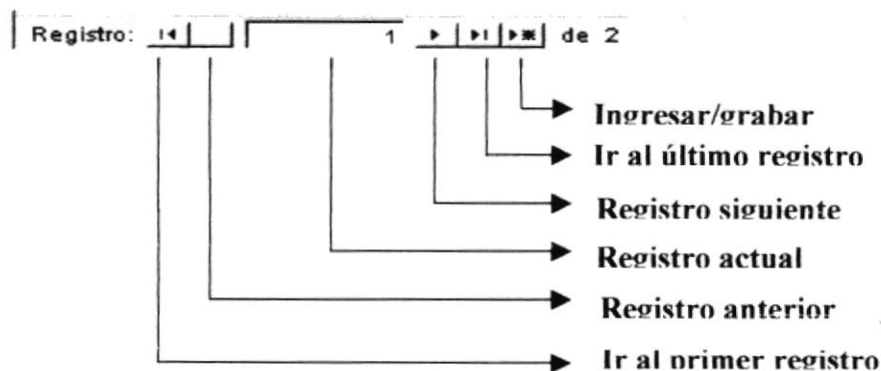 Registro: 1 de 2
Ingresar/grabar
Ir al último registro
Registro siguiente
Registro actual
Registro anterior
Ir al primer registro